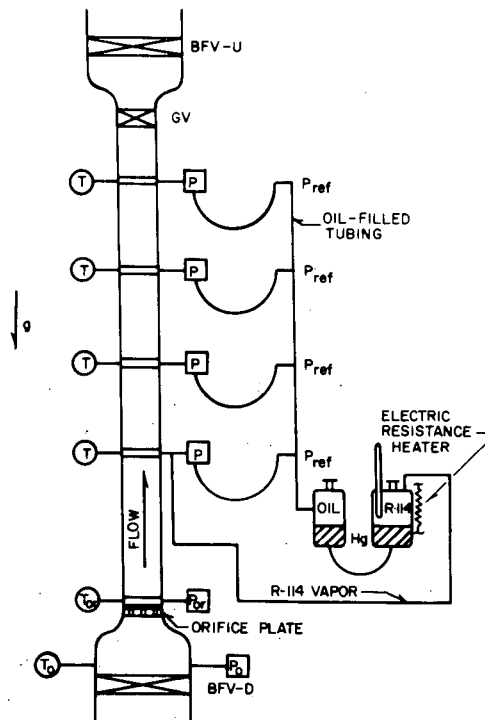 BFV-U
GV
T
P
Pref
OIL-FILLED
TUBING
T
P
Pref
g
T
P
Pref
ELECTRIC
RESISTANCE
HEATER
T
P
Pref
OIL
R-114
Hg
FLOW
R-114 VAPOR
Tor
Por
ORIFICE PLATE
To
Po
BFV-D